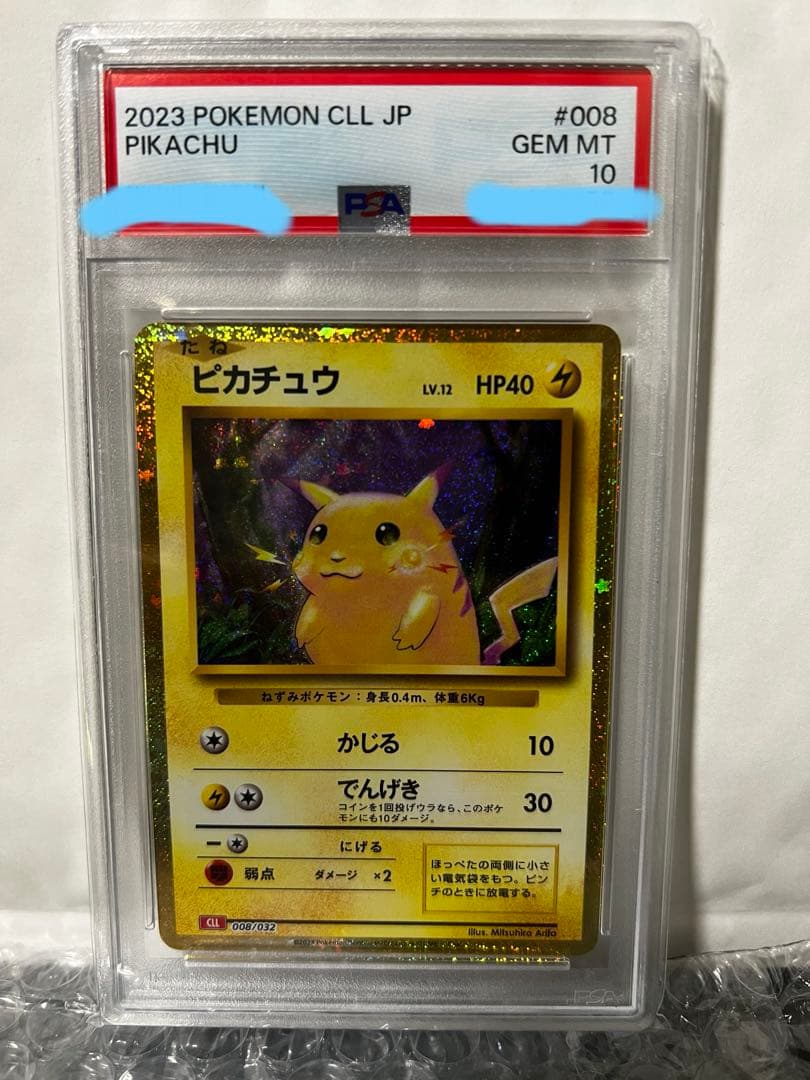 2023 POKEMON CLL JP #008
PIKACHU GEM MT
10
PSA
たね
ピカチュウ LV.12 HP40
ねずみポケモン：身長0.4m、体重6Kg
かじる 10
でんげき 30
コインを1回投げウラなら、このポケ
モンにも10ダメージ。
にげる
弱点 ダメージ ×2
ほっぺたの両側に小さ
い電気袋をもつ。ピン
チのときに放電する。
CLL 008/032
Illus. Mitsuhiro Arita
©2023 Pokémon
PSA